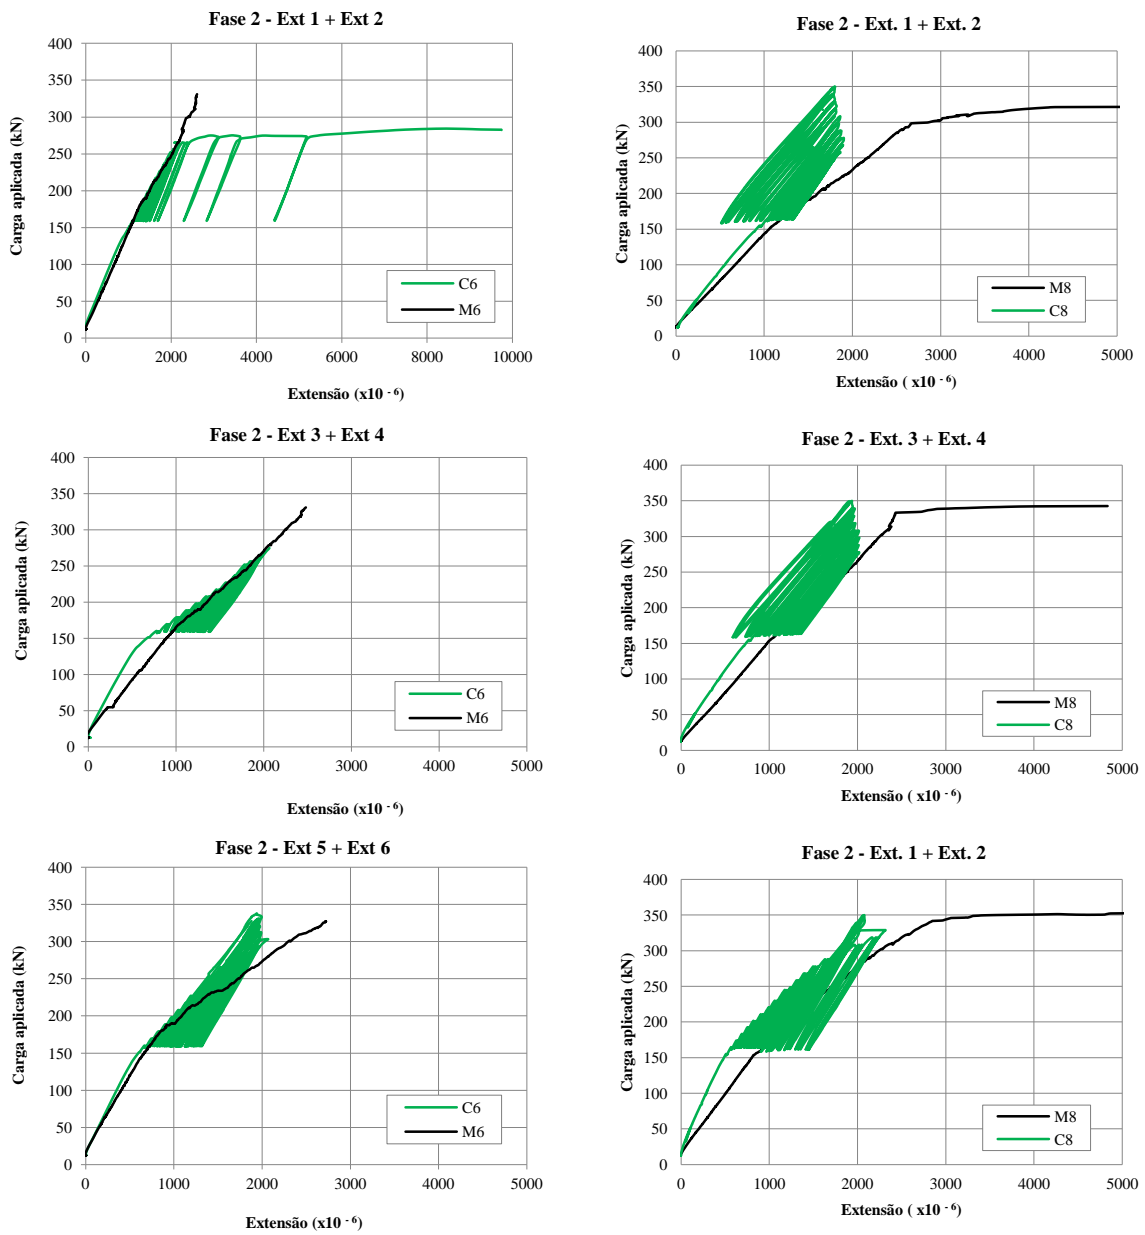 Fase 2 - Ext 1 + Ext 2
Carga aplicada (kN)
400
350
300
250
200
150
100
50
0
0 2000 4000 6000 8000 10000
C6
M6
Extensão (x10 - 6)
Fase 2 - Ext. 1 + Ext. 2
Carga aplicada (kN)
400
350
300
250
200
150
100
50
0
0 1000 2000 3000 4000 5000
M8
C8
Extensão ( x10 - 6)
Fase 2 - Ext 3 + Ext 4
Carga aplicada (kN)
400
350
300
250
200
150
100
50
0
0 1000 2000 3000 4000 5000
C6
M6
Extensão (x10 - 6)
Fase 2 - Ext. 3 + Ext. 4
Carga aplicada (kN)
400
350
300
250
200
150
100
50
0
0 1000 2000 3000 4000 5000
M8
C8
Extensão ( x10 - 6)
Fase 2 - Ext 5 + Ext 6
Carga aplicada (kN)
400
350
300
250
200
150
100
50
0
0 1000 2000 3000 4000 5000
C6
M6
Extensão (x10 - 6)
Fase 2 - Ext. 1 + Ext. 2
Carga aplicada (kN)
400
350
300
250
200
150
100
50
0
0 1000 2000 3000 4000 5000
M8
C8
Extensão ( x10 - 6)